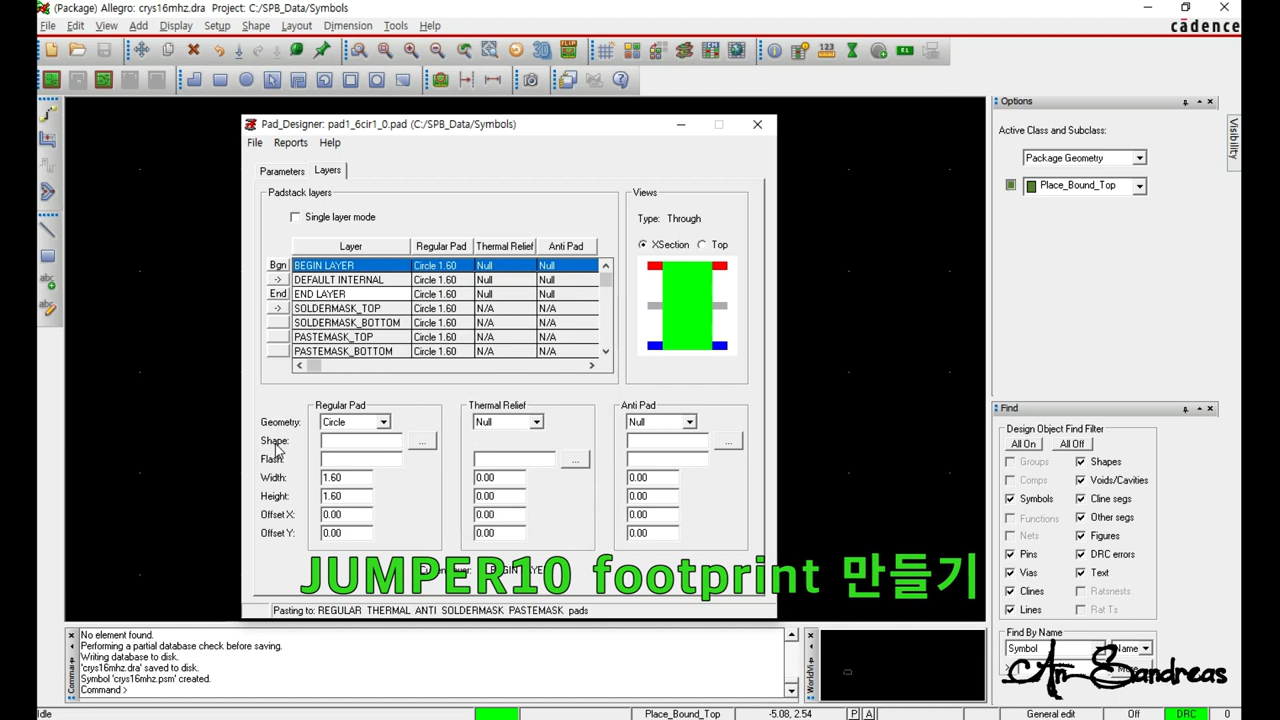 (Package) Allegro: crys16mhz.dra  Project: C:/SPB_Data/Symbols
File Edit View Add Display Setup Shape Layout Dimension Tools Help
cādence
Options
Active Class and Subclass:
Package Geometry
Place_Bound_Top
Visibility
Pad_Designer: pad1_6cir1_0.pad (C:/SPB_Data/Symbols)
File Reports Help
Parameters Layers
Padstack layers
Single layer mode
Layer Regular Pad Thermal Relief Anti Pad
Bgn BEGIN LAYER Circle 1.60 Null Null
-> DEFAULT INTERNAL Circle 1.60 Null Null
End END LAYER Circle 1.60 Null Null
-> SOLDERMASK_TOP Circle 1.60 N/A N/A
SOLDERMASK_BOTTOM Circle 1.60 N/A N/A
PASTEMASK_TOP Circle 1.60 N/A N/A
PASTEMASK_BOTTOM Circle 1.60 N/A N/A
Views
Type: Through
XSection Top
Regular Pad Thermal Relief Anti Pad
Geometry: Circle Null Null
Shape: ... ...
Flash: ...
Width: 1.60 0.00 0.00
Height: 1.60 0.00 0.00
Offset X: 0.00 0.00 0.00
Offset Y: 0.00 0.00 0.00
JUMPER10 footprint 만들기
Pasting to: REGULAR THERMAL ANTI SOLDERMASK PASTEMASK pads
Find
Design Object Find Filter
All On All Off
Groups Shapes
Comps Voids/Cavities
Symbols Cline segs
Functions Other segs
Nets Figures
Pins DRC errors
Vias Text
Clines Ratsnests
Lines Rat Ts
Find By Name
Symbol Name
No element found.
Performing a partial database check before saving.
Writing database to disk.
'crys16mhz.dra' saved to disk.
Symbol 'crys16mhz.psm' created.
Command >
An Sandreas
Idle Place_Bound_Top -5.08, 2.54 P A General edit Off DRC 0